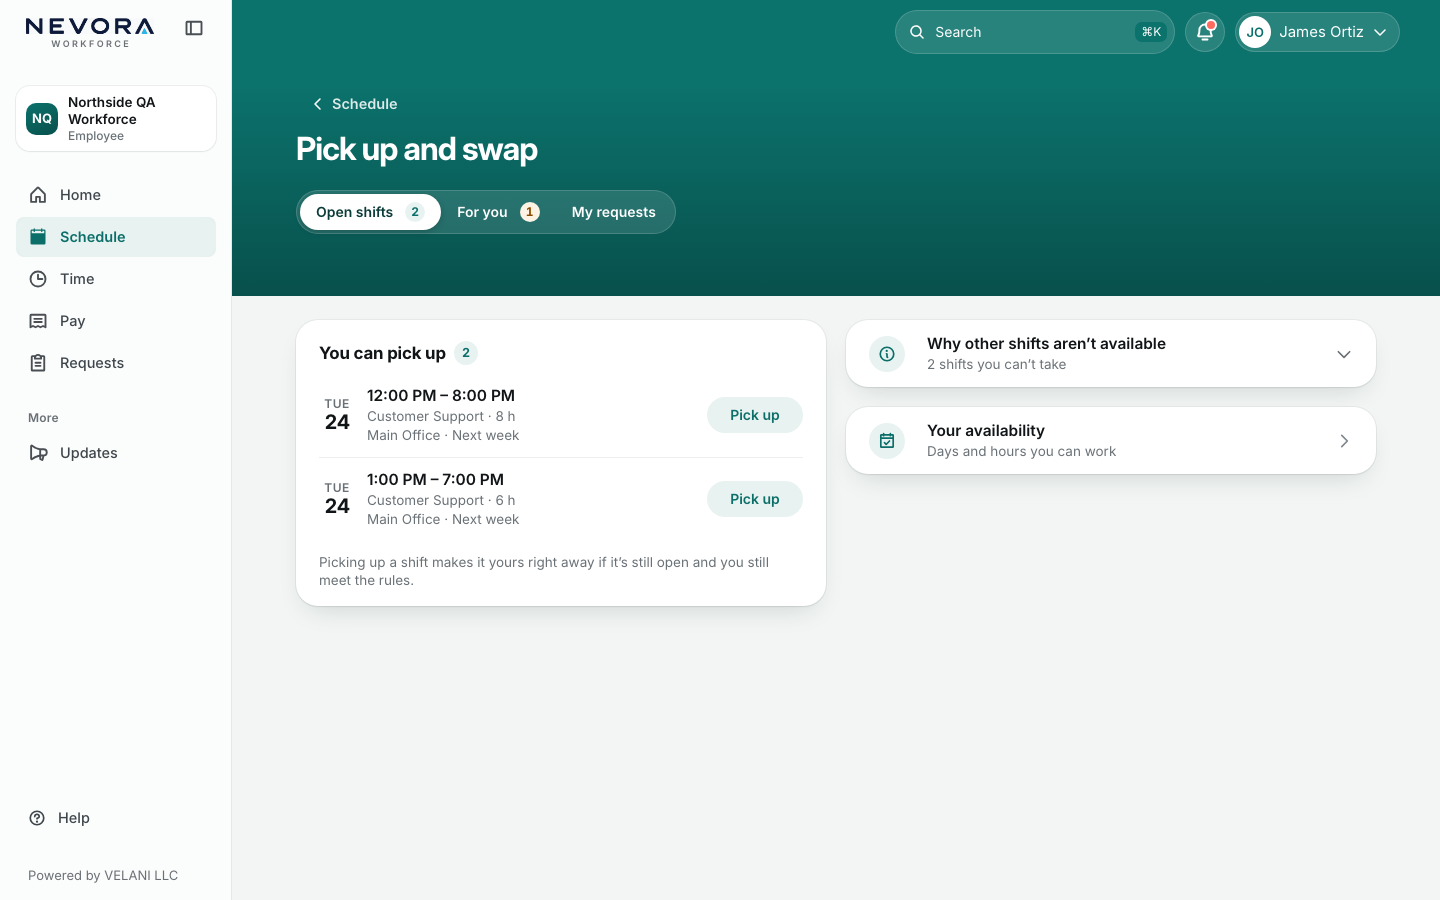 NEVORA
WORKFORCE
Search
⌘K
JO
James Ortiz
NQ
Northside QA
Workforce
Employee
Home
Schedule
Time
Pay
Requests
More
Updates
Help
Powered by VELANI LLC
Schedule
Pick up and swap
Open shifts 2
For you 1
My requests
You can pick up 2
TUE
24
12:00 PM – 8:00 PM
Customer Support · 8 h
Main Office · Next week
Pick up
TUE
24
1:00 PM – 7:00 PM
Customer Support · 6 h
Main Office · Next week
Pick up
Picking up a shift makes it yours right away if it’s still open and you still
meet the rules.
Why other shifts aren’t available
2 shifts you can’t take
Your availability
Days and hours you can work